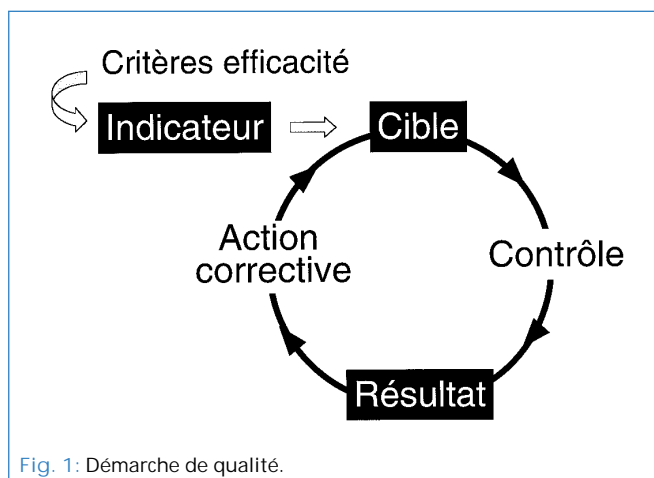 Critères efficacité
Indicateur
Cible
Action
corrective
Contrôle
Résultat
Fig. 1: Démarche de qualité.